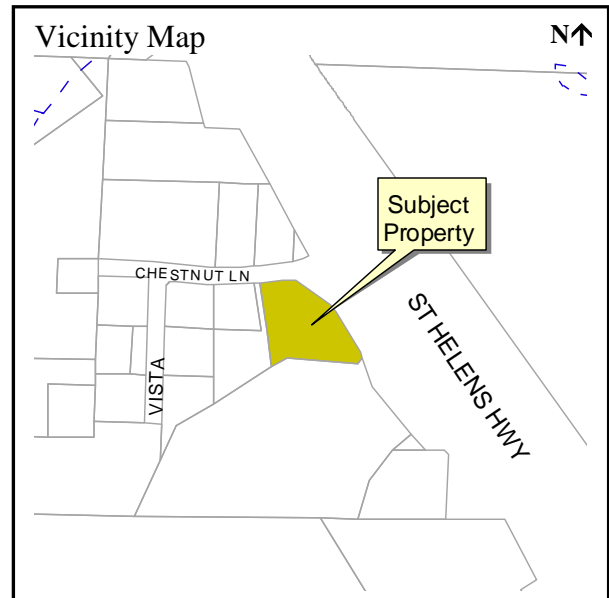 Vicinity Map
N
Subject
Property
CHESTNUT LN
VISTA
ST HELENS HWY